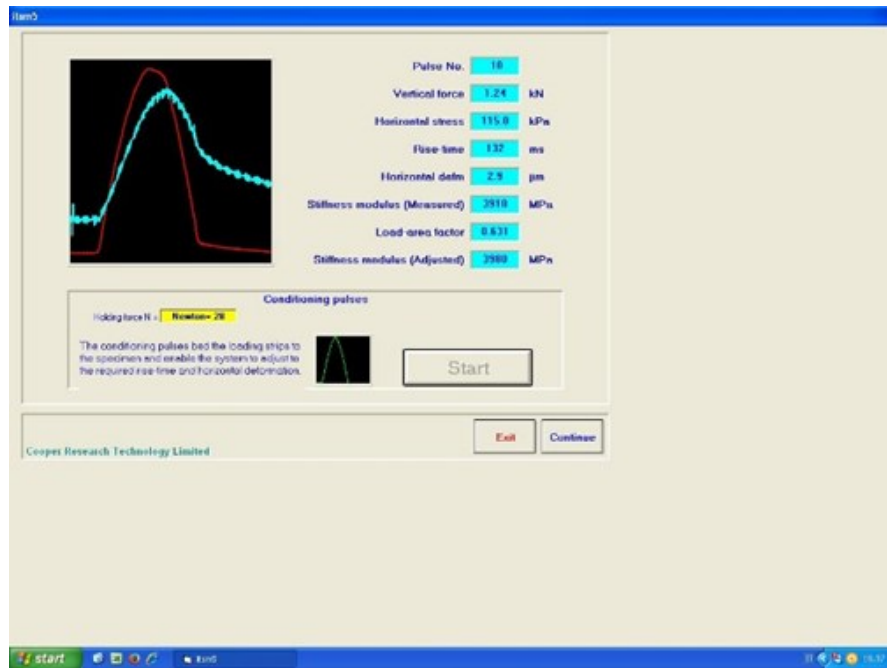 itsm5
Pulse No. 10
Vertical force 1.24 kN
Horizontal stress 115.0 kPa
Rise-time 132 ms
Horizontal defm 2.9 µm
Stiffness modulus (Measured) 3910 MPa
Load-area factor 0.631
Stiffness modulus (Adjusted) 3980 MPa
Conditioning pulses
Holding force N = Newton= 28
The conditioning pulses bed the loading strips to
the specimen and enable the system to adjust to
the required rise-time and horizontal deformation.
Start
Exit Continue
Cooper Research Technology Limited
start itsm5 IT